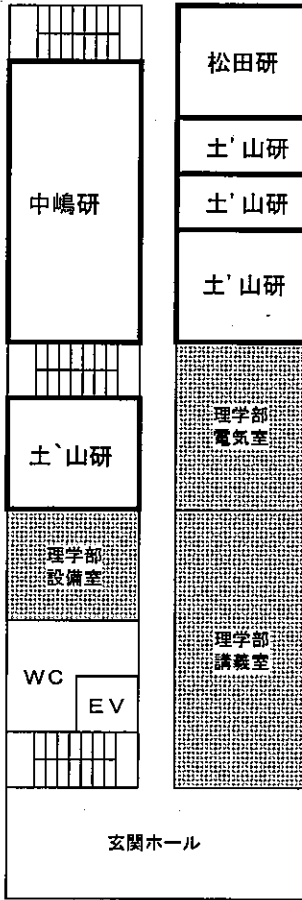 松田研
土'山研
中嶋研
土'山研
土'山研
理学部
電気室
土`山研
理学部
設備室
理学部
講義室
WC
EV
玄関ホール